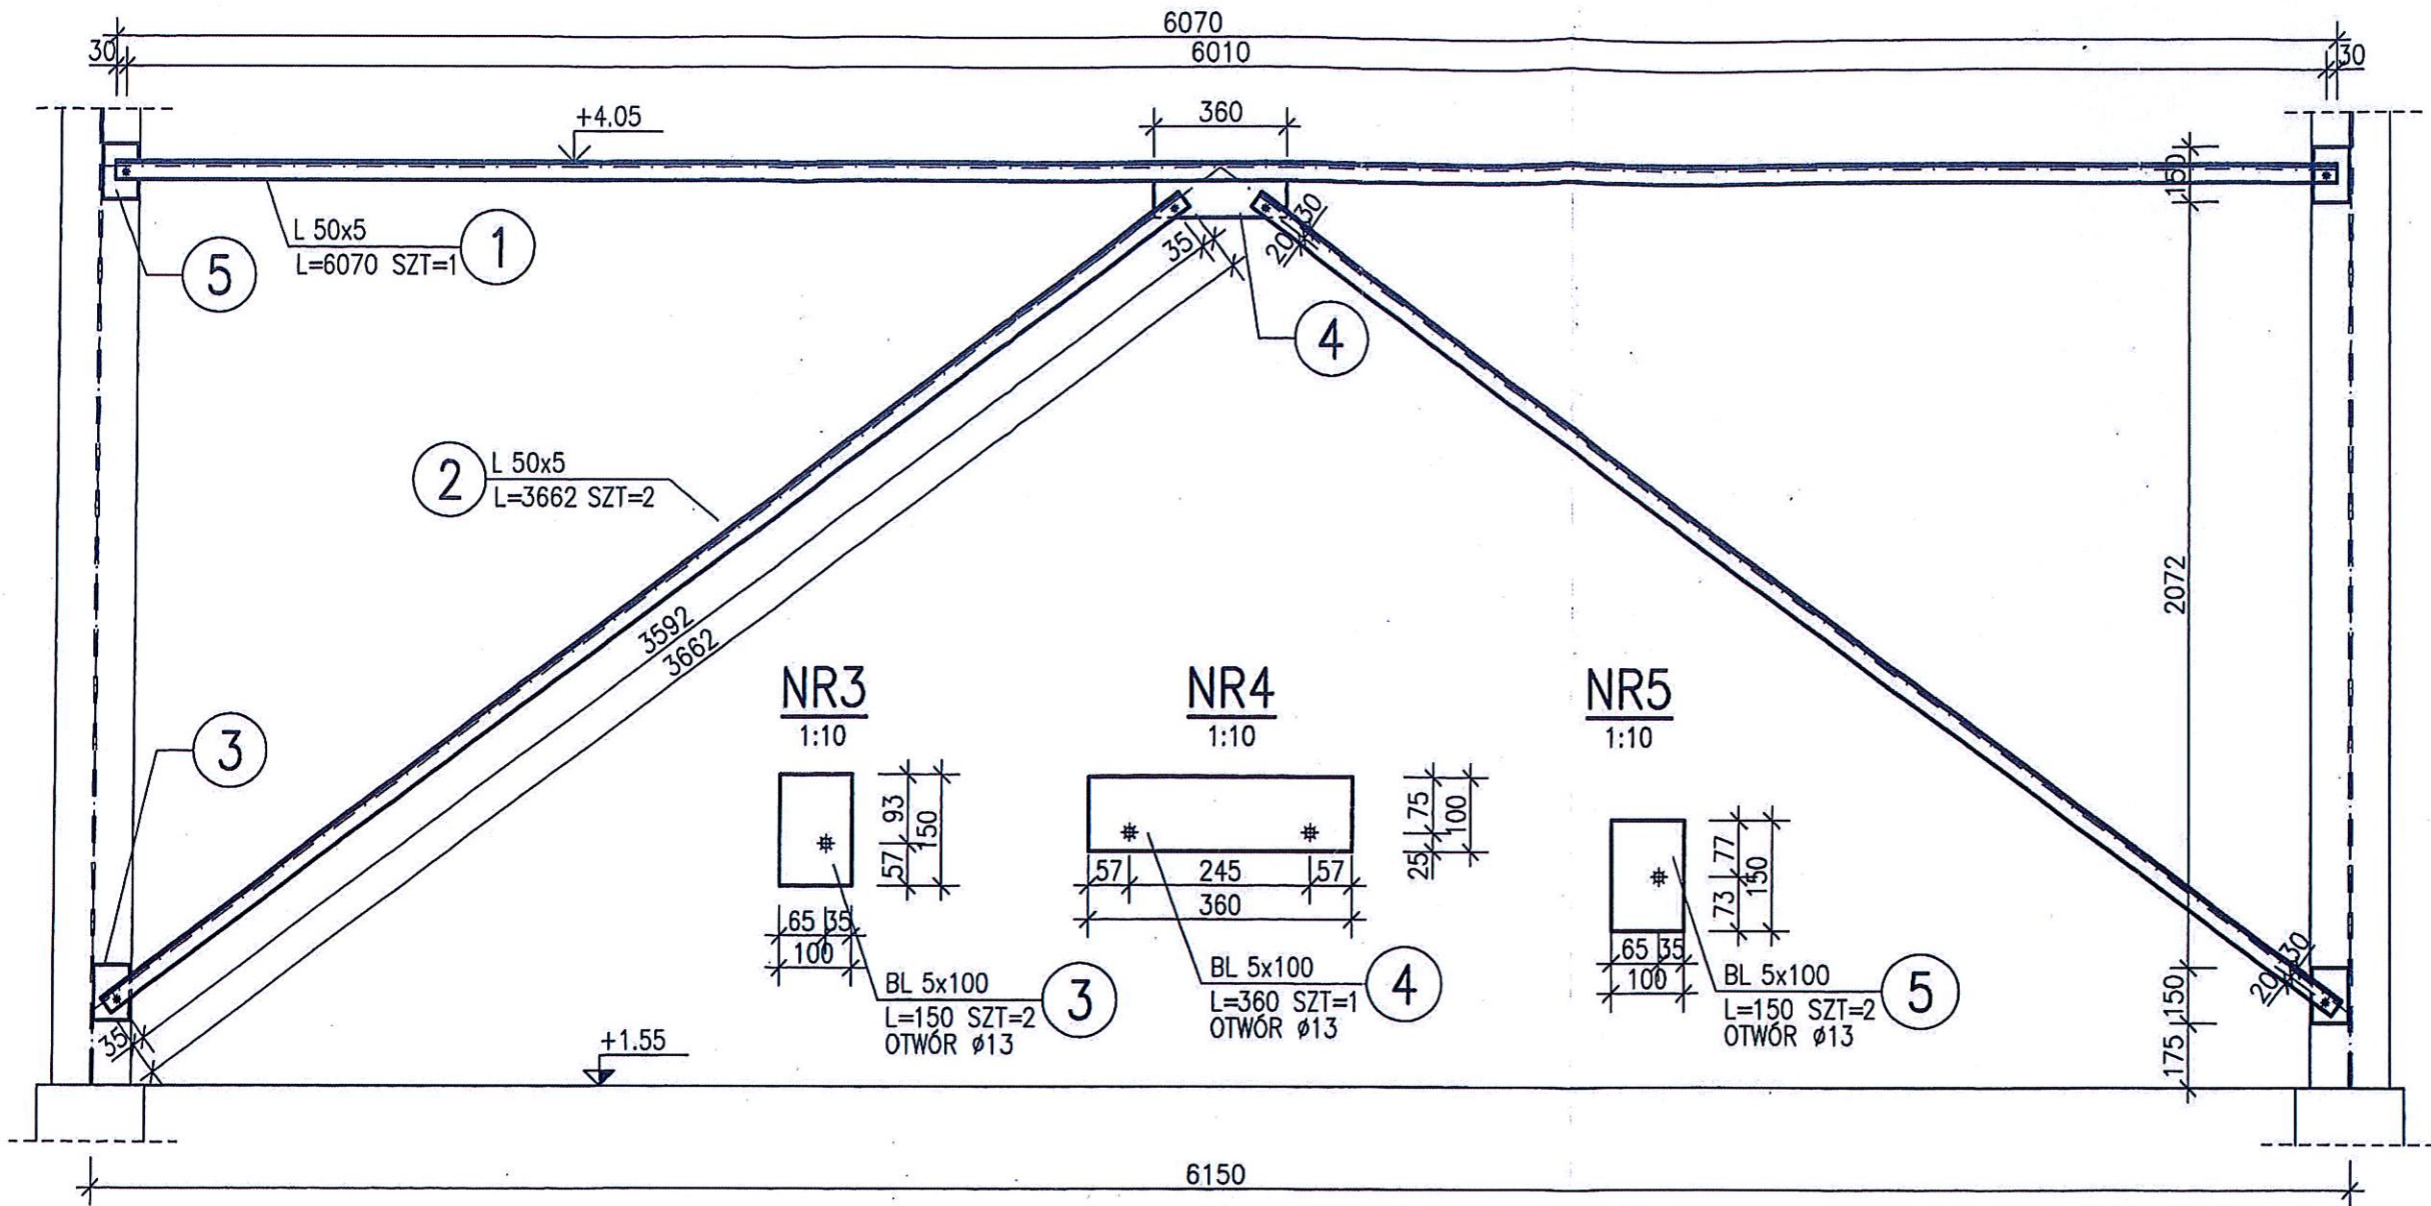 6070
30
6010
30
+4.05
360
150
L 50x5
L=6070 SZT=1
1
5
35
20
30
4
2
L 50x5
L=3662 SZT=2
2072
3592
3662
NR3
1:10
NR4
1:10
NR5
1:10
3
93
57
150
65 35
100
75
25
100
57 245 57
360
77
73
150
65 35
100
BL 5x100
L=150 SZT=2
OTWÓR ø13
3
BL 5x100
L=360 SZT=1
OTWÓR ø13
4
BL 5x100
L=150 SZT=2
OTWÓR ø13
5
20
30
150
175
35
+1.55
6150